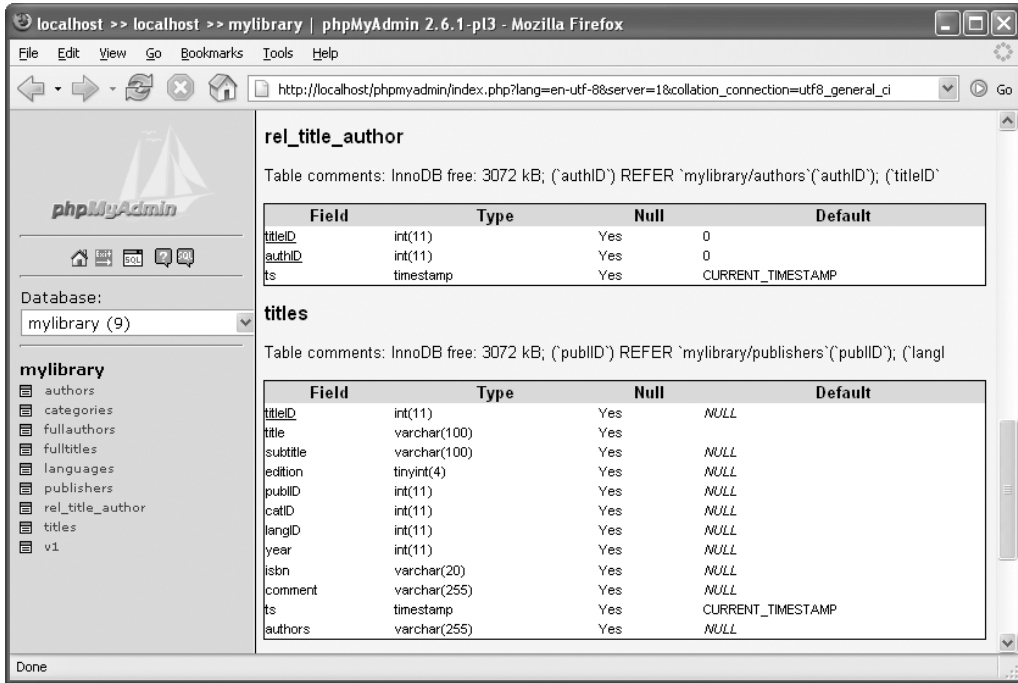 localhost >> localhost >> mylibrary | phpMyAdmin 2.6.1-pl3 - Mozilla Firefox
File Edit View Go Bookmarks Tools Help
http://localhost/phpmyadmin/index.php?lang=en-utf-8&server=1&collation_connection=utf8_general_ci Go
phpMyAdmin
Database:
mylibrary (9)
mylibrary
authors
categories
fullauthors
fulltitles
languages
publishers
rel_title_author
titles
v1
rel_title_author
Table comments: InnoDB free: 3072 kB; (`authID`) REFER `mylibrary/authors`(`authID`); (`titleID`
Field Type Null Default
titleID int(11) Yes 0
authID int(11) Yes 0
ts timestamp Yes CURRENT_TIMESTAMP
titles
Table comments: InnoDB free: 3072 kB; (`publID`) REFER `mylibrary/publishers`(`publID`); (`langI
Field Type Null Default
titleID int(11) Yes NULL
title varchar(100) Yes
subtitle varchar(100) Yes NULL
edition tinyint(4) Yes NULL
publID int(11) Yes NULL
catID int(11) Yes NULL
langID int(11) Yes NULL
year int(11) Yes NULL
isbn varchar(20) Yes NULL
comment varchar(255) Yes NULL
ts timestamp Yes CURRENT_TIMESTAMP
authors varchar(255) Yes NULL
Done